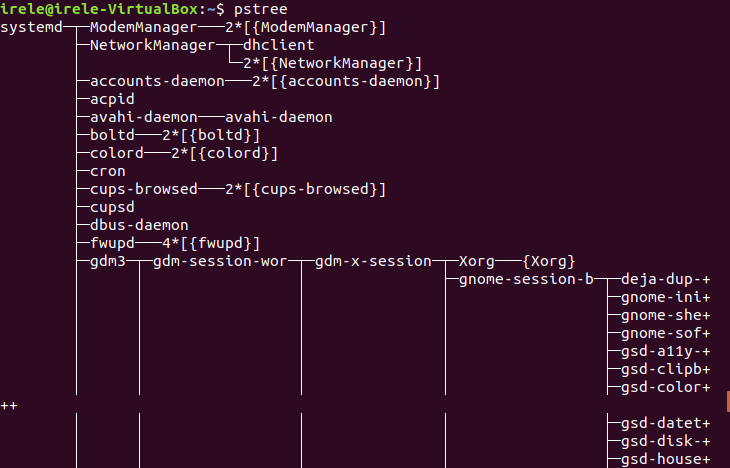 irele@irele-VirtualBox:~$ pstree
systemd─┬─ModemManager───2*[{ModemManager}]
        ├─NetworkManager─┬─dhclient
        │                └─2*[{NetworkManager}]
        ├─accounts-daemon───2*[{accounts-daemon}]
        ├─acpid
        ├─avahi-daemon───avahi-daemon
        ├─boltd───2*[{boltd}]
        ├─colord───2*[{colord}]
        ├─cron
        ├─cups-browsed───2*[{cups-browsed}]
        ├─cupsd
        ├─dbus-daemon
        ├─fwupd───4*[{fwupd}]
        ├─gdm3─┬─gdm-session-wor─┬─gdm-x-session─┬─Xorg───{Xorg}
        │      │                 │               ├─gnome-session-b─┬─deja-dup-+
        │      │                 │               │                 ├─gnome-ini+
        │      │                 │               │                 ├─gnome-she+
        │      │                 │               │                 ├─gnome-sof+
        │      │                 │               │                 ├─gsd-a11y-+
        │      │                 │               │                 ├─gsd-clipb+
        │      │                 │               │                 ├─gsd-color+
++
        │      │                 │               │                 ├─gsd-datet+
        │      │                 │               │                 ├─gsd-disk-+
        │      │                 │               │                 ├─gsd-house+